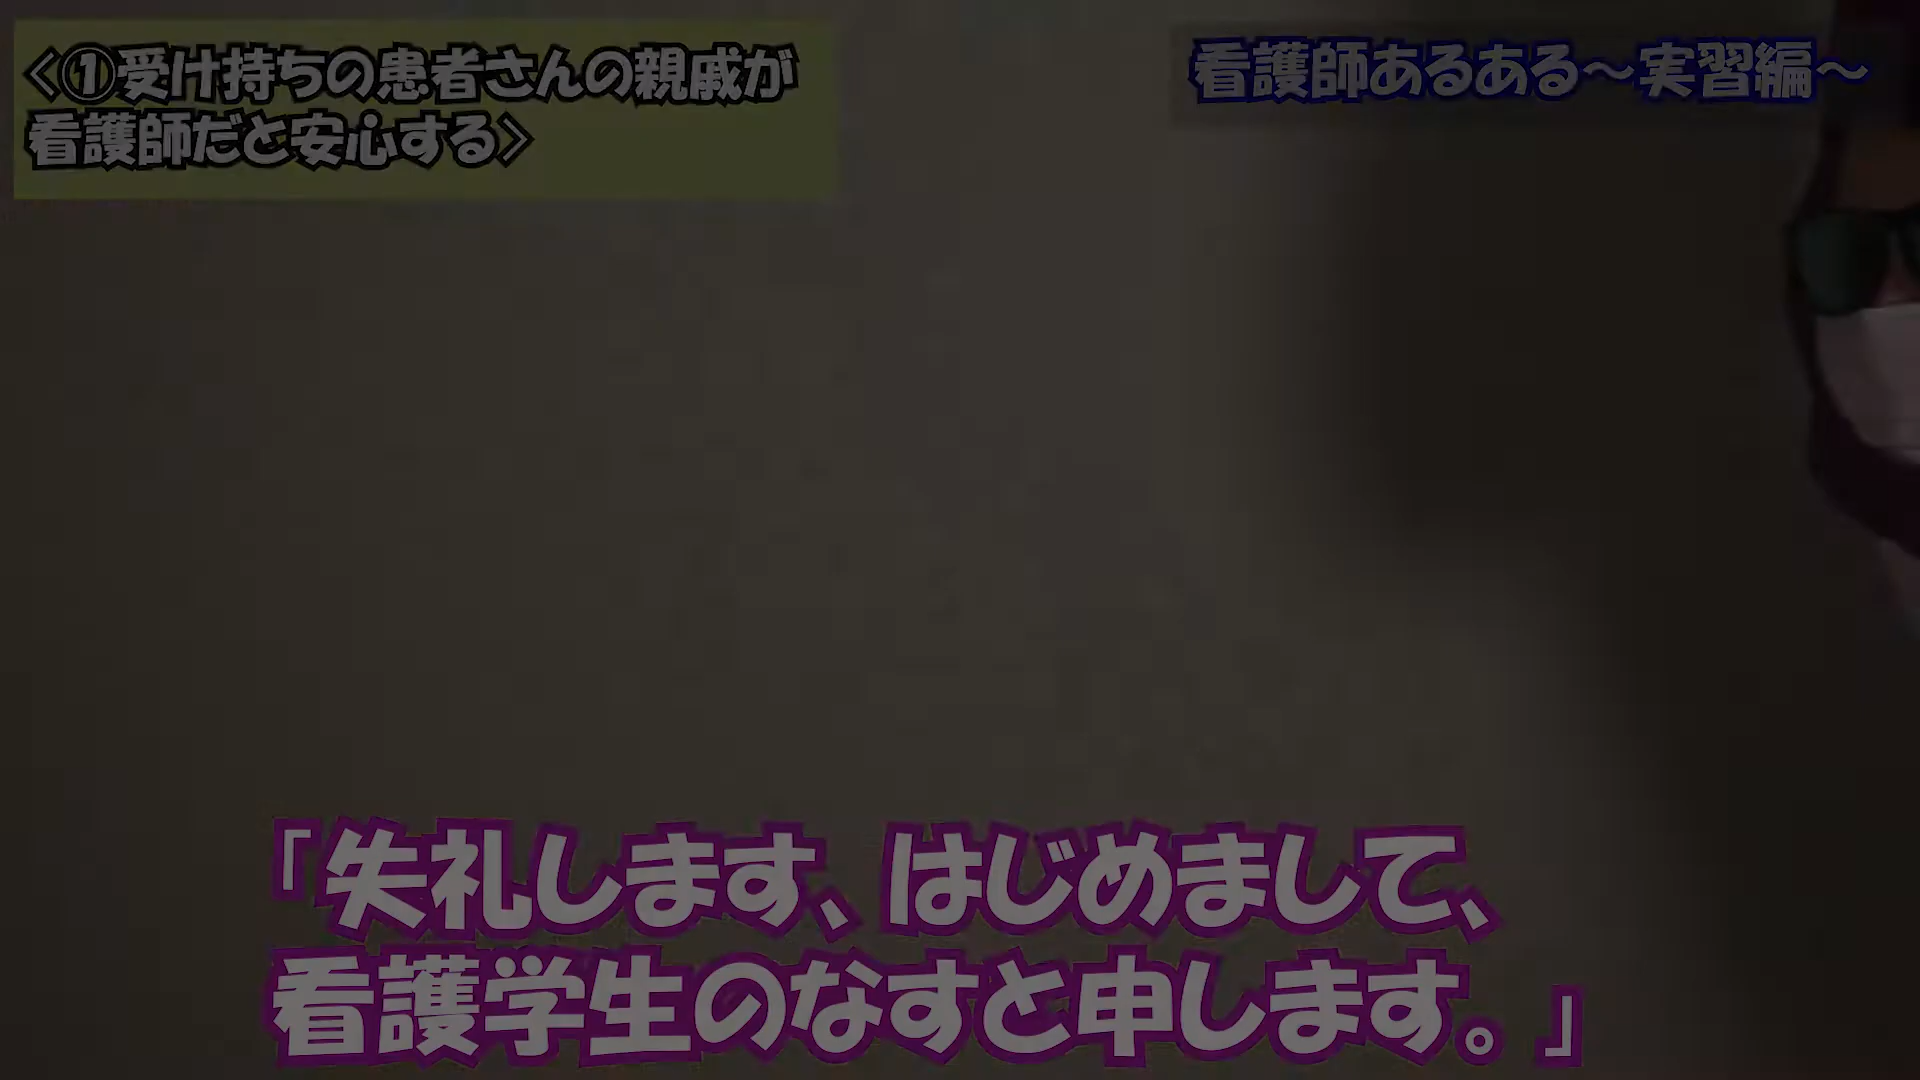 <①受け持ちの患者さんの親戚が
看護師だと安心する>
看護師あるある～実習編～
「失礼します、はじめまして、
看護学生のなすと申します。」